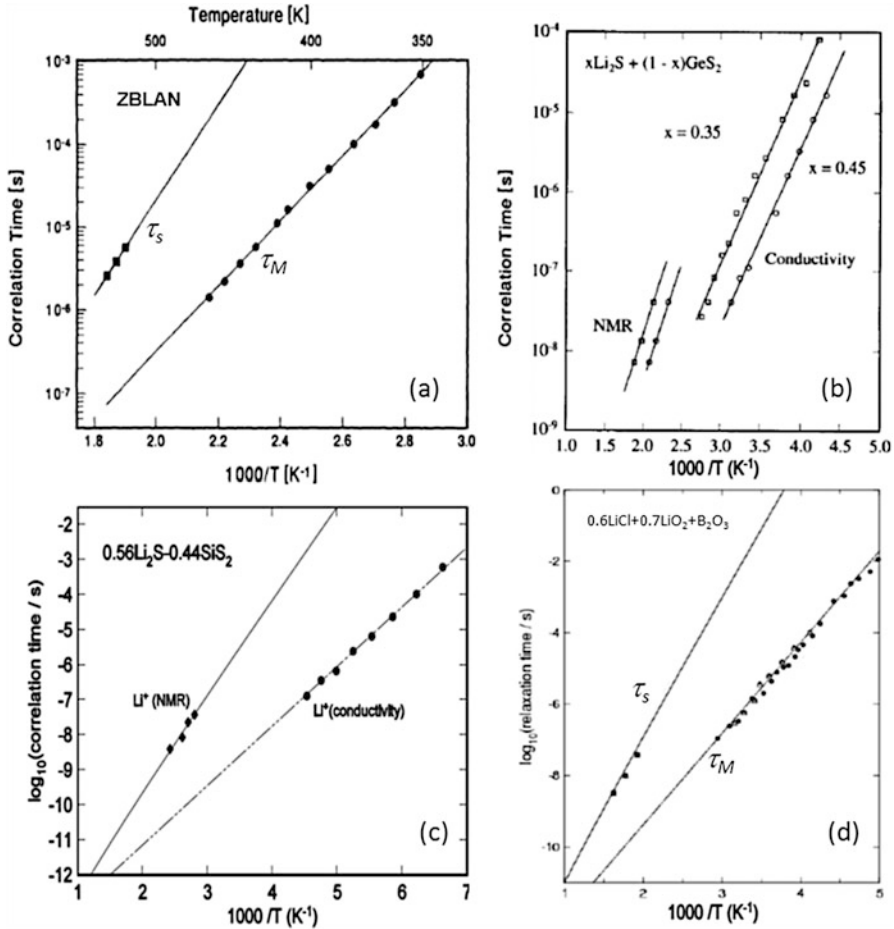 Temperature [K]
500
400
350
10⁻³
10⁻⁴
10⁻⁵
10⁻⁶
10⁻⁷
Correlation Time [s]
ZBLAN
τs
τM
(a)
1.8
2.0
2.2
2.4
2.6
2.8
3.0
1000/T [K⁻¹]
10⁻⁴
10⁻⁵
10⁻⁶
10⁻⁷
10⁻⁸
10⁻⁹
Correlation Time [s]
xLi₂S + (1 - x)GeS₂
x = 0.35
x = 0.45
Conductivity
NMR
(b)
1.0
2.0
2.5
3.0
3.5
4.0
4.5
5.0
1000 /T (K⁻¹)
-2
-3
-4
-5
-6
-7
-8
-9
-10
-11
-12
log₁₀(correlation time / s)
0.56Li₂S-0.44SiS₂
Li⁺ (NMR)
Li⁺(conductivity)
(c)
1
2
3
4
5
6
7
1000 /T (K⁻¹)
0
-2
-4
-6
-8
-10
log₁₀(relaxation time / s)
0.6LiCl+0.7LiO₂+B₂O₃
τs
τM
(d)
1
2
3
4
5
1000 /T (K⁻¹)